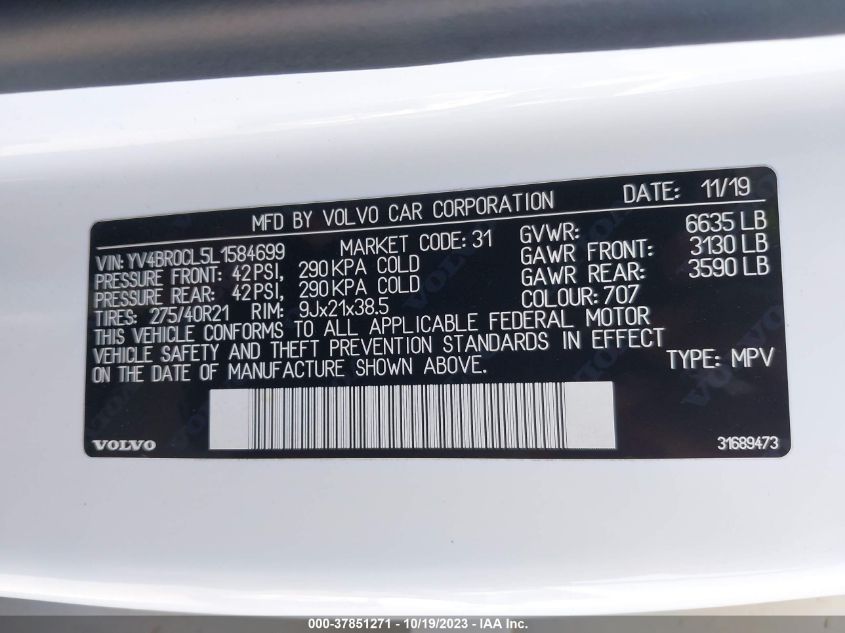 MFD BY VOLVO CAR CORPORATION DATE: 11/19
VIN: YV4BR0CL5L1584699 MARKET CODE: 31 GVWR: 6635 LB
PRESSURE FRONT: 42 PSI, 290 KPA COLD GAWR FRONT: 3130 LB
PRESSURE REAR: 42 PSI, 290 KPA COLD GAWR REAR: 3590 LB
TIRES: 275/40R21 RIM: 9Jx21x38.5 COLOUR: 707
THIS VEHICLE CONFORMS TO ALL APPLICABLE FEDERAL MOTOR
VEHICLE SAFETY AND THEFT PREVENTION STANDARDS IN EFFECT
ON THE DATE OF MANUFACTURE SHOWN ABOVE. TYPE: MPV
VOLVO 31689473
000-37851271 - 10/19/2023 - © IAA Inc.